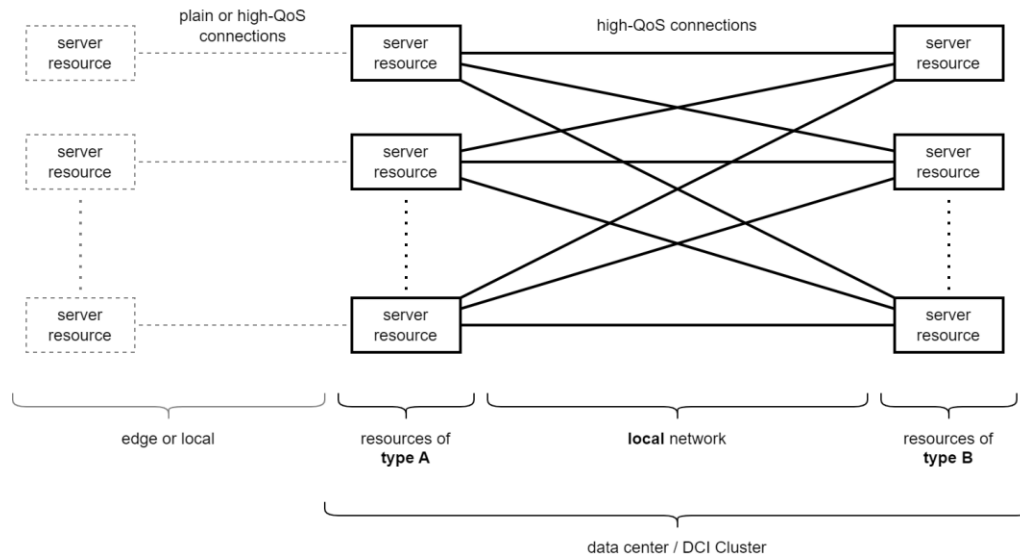 plain or high-QoS
connections
high-QoS connections
server
resource
server
resource
server
resource
server
resource
server
resource
server
resource
server
resource
server
resource
server
resource
edge or local
resources of
type A
local network
resources of
type B
data center / DCI Cluster